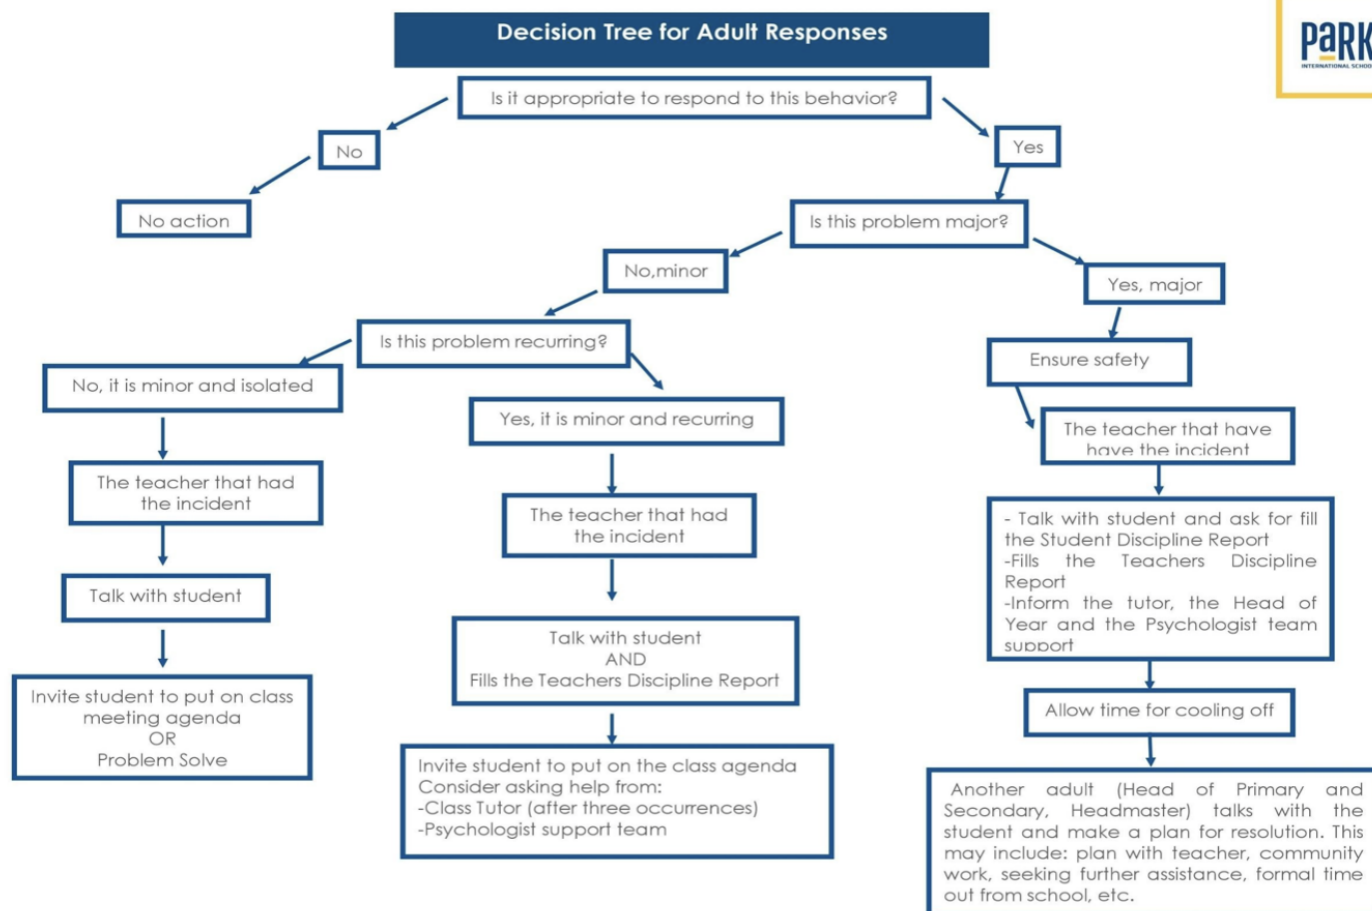 Decision Tree for Adult Responses
PaRK
INTERNATIONAL SCHOOL
Is it appropriate to respond to this behavior?
No
Yes
No action
Is this problem major?
No,minor
Yes, major
Is this problem recurring?
Ensure safety
No, it is minor and isolated
Yes, it is minor and recurring
The teacher that have
have the incident
The teacher that had
the incident
The teacher that had
the incident
- Talk with student and ask for fill
the Student Discipline Report
-Fills the Teachers Discipline
Report
-Inform the tutor, the Head of
Year and the Psychologist team
support
Talk with student
Talk with student
AND
Fills the Teachers Discipline Report
Invite student to put on class
meeting agenda
OR
Problem Solve
Allow time for cooling off
Invite student to put on the class agenda
Consider asking help from:
-Class Tutor (after three occurrences)
-Psychologist support team
Another adult (Head of Primary and
Secondary, Headmaster) talks with the
student and make a plan for resolution. This
may include: plan with teacher, community
work, seeking further assistance, formal time
out from school, etc.